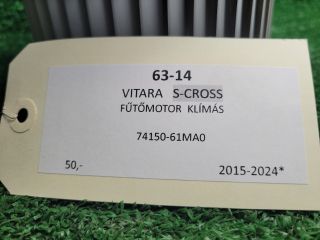 63-14
VITARA S-CROSS
FŰTŐMOTOR KLÍMÁS
74150-61MA0
50,- 2015-2024*